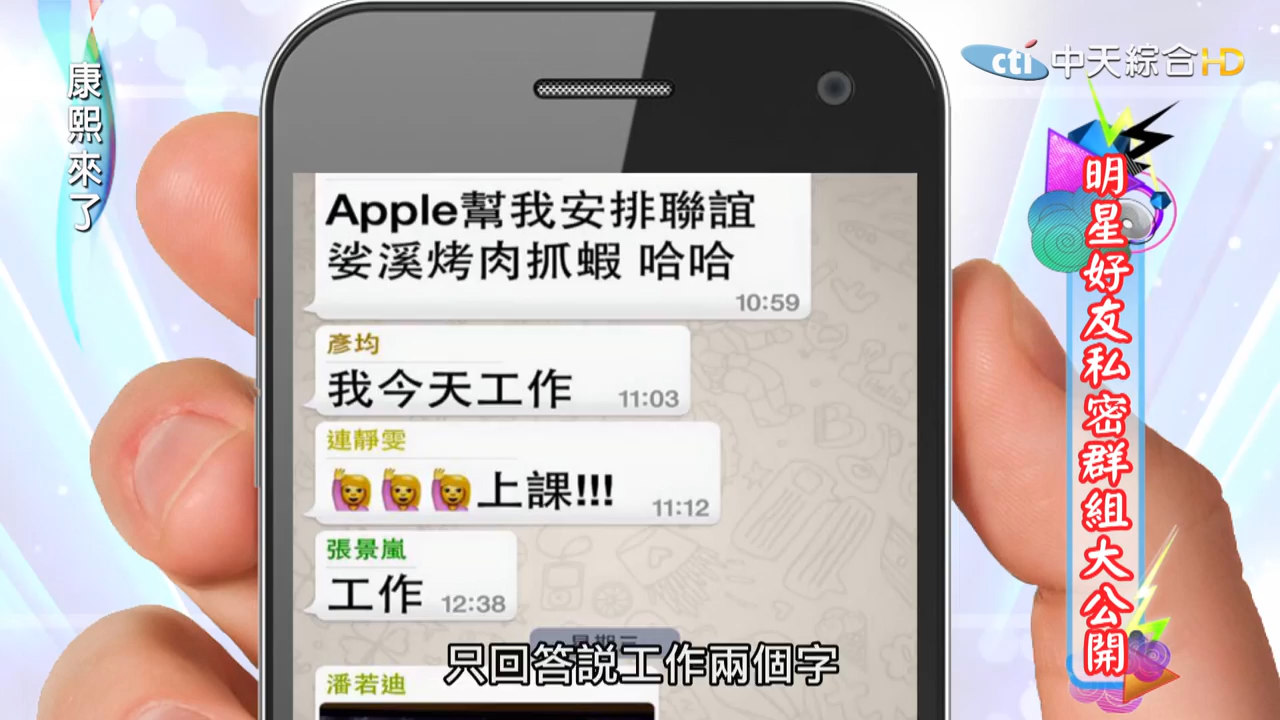 康熙來了
cti 中天綜合HD
明星好友私密群組大公開
Apple幫我安排聯誼
娑溪烤肉抓蝦 哈哈
10:59
彥均
我今天工作 11:03
連靜雯
上課!!! 11:12
張景嵐
工作 12:38
星期三
潘若迪
只回答說工作兩個字